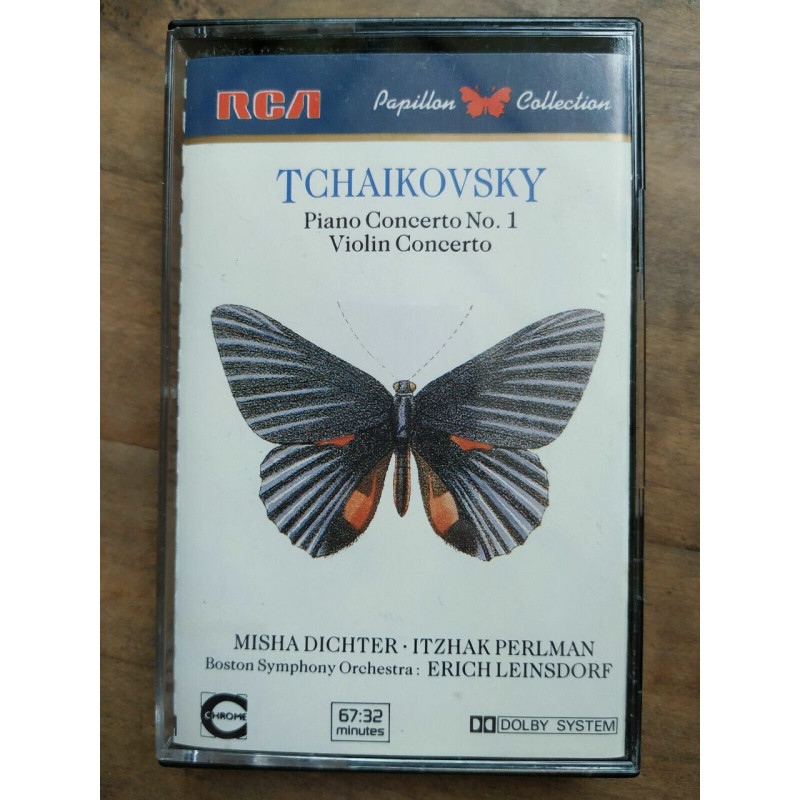 RCA Papillon Collection
TCHAIKOVSKY
Piano Concerto No. 1
Violin Concerto
MISHA DICHTER · ITZHAK PERLMAN
Boston Symphony Orchestra: ERICH LEINSDORF
CHROME
67:32
minutes
DOLBY SYSTEM